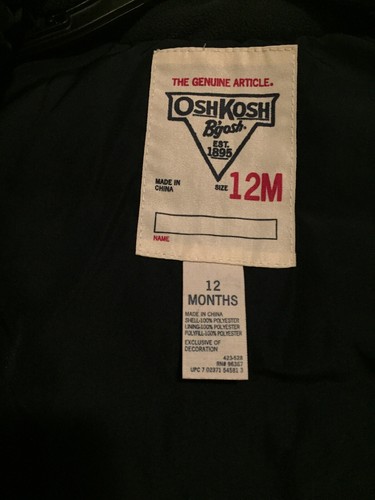 THE GENUINE ARTICLE.
OSHKOSH
B'gosh
EST.
1895
MADE IN
CHINA
SIZE 12M
NAME
12
MONTHS
MADE IN CHINA
SHELL-100% POLYESTER
LINING-100% POLYESTER
POLYFILL-100% POLYESTER
EXCLUSIVE OF
DECORATION